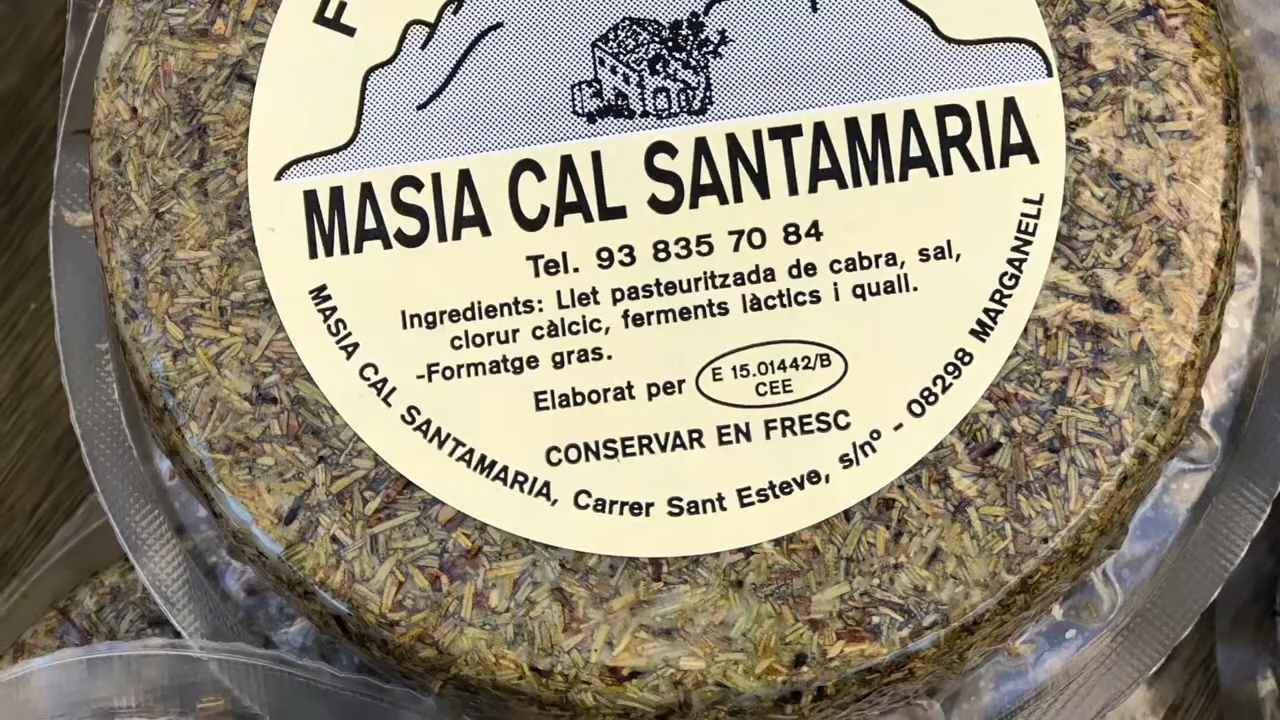 F
MASIA CAL SANTAMARIA
Tel. 93 835 70 84
Ingredients: Llet pasteuritzada de cabra, sal,
clorur càlcic, ferments làctics i quall.
-Formatge gras.
Elaborat per
E 15.01442/B
CEE
CONSERVAR EN FRESC
MASIA CAL SANTAMARIA, Carrer Sant Esteve, s/nº - 08298 MARGANELL